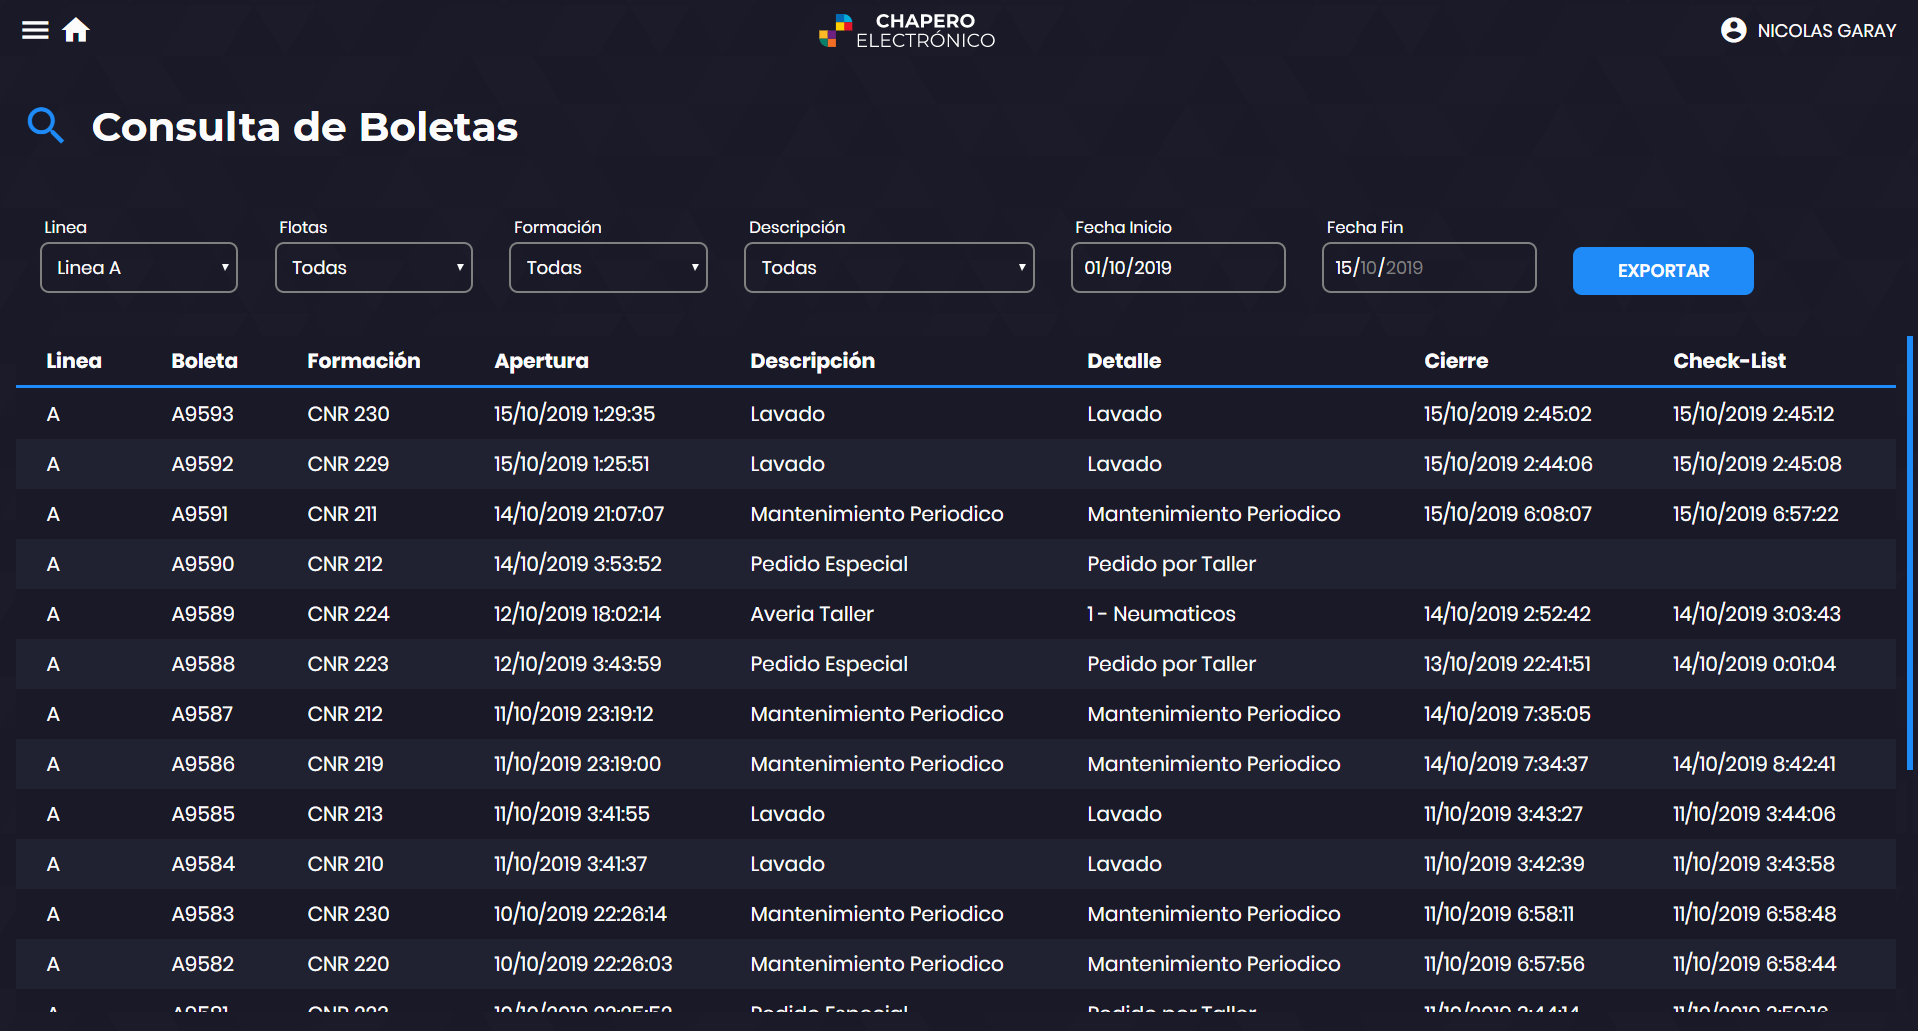 CHAPERO
ELECTRÓNICO
NICOLAS GARAY
Consulta de Boletas
Linea Flotas Formación Descripción Fecha Inicio Fecha Fin
Linea A Todas Todas Todas 01/10/2019 15/10/2019 EXPORTAR
Linea Boleta Formación Apertura Descripción Detalle Cierre Check-List
A A9593 CNR 230 15/10/2019 1:29:35 Lavado Lavado 15/10/2019 2:45:02 15/10/2019 2:45:12
A A9592 CNR 229 15/10/2019 1:25:51 Lavado Lavado 15/10/2019 2:44:06 15/10/2019 2:45:08
A A9591 CNR 211 14/10/2019 21:07:07 Mantenimiento Periodico Mantenimiento Periodico 15/10/2019 6:08:07 15/10/2019 6:57:22
A A9590 CNR 212 14/10/2019 3:53:52 Pedido Especial Pedido por Taller
A A9589 CNR 224 12/10/2019 18:02:14 Averia Taller 1 - Neumaticos 14/10/2019 2:52:42 14/10/2019 3:03:43
A A9588 CNR 223 12/10/2019 3:43:59 Pedido Especial Pedido por Taller 13/10/2019 22:41:51 14/10/2019 0:01:04
A A9587 CNR 212 11/10/2019 23:19:12 Mantenimiento Periodico Mantenimiento Periodico 14/10/2019 7:35:05
A A9586 CNR 219 11/10/2019 23:19:00 Mantenimiento Periodico Mantenimiento Periodico 14/10/2019 7:34:37 14/10/2019 8:42:41
A A9585 CNR 213 11/10/2019 3:41:55 Lavado Lavado 11/10/2019 3:43:27 11/10/2019 3:44:06
A A9584 CNR 210 11/10/2019 3:41:37 Lavado Lavado 11/10/2019 3:42:39 11/10/2019 3:43:58
A A9583 CNR 230 10/10/2019 22:26:14 Mantenimiento Periodico Mantenimiento Periodico 11/10/2019 6:58:11 11/10/2019 6:58:48
A A9582 CNR 220 10/10/2019 22:26:03 Mantenimiento Periodico Mantenimiento Periodico 11/10/2019 6:57:56 11/10/2019 6:58:44
A A9581 CNR 10/10/2019 Pedido Especial Pedido por Taller 11/10/2019 11/10/2019